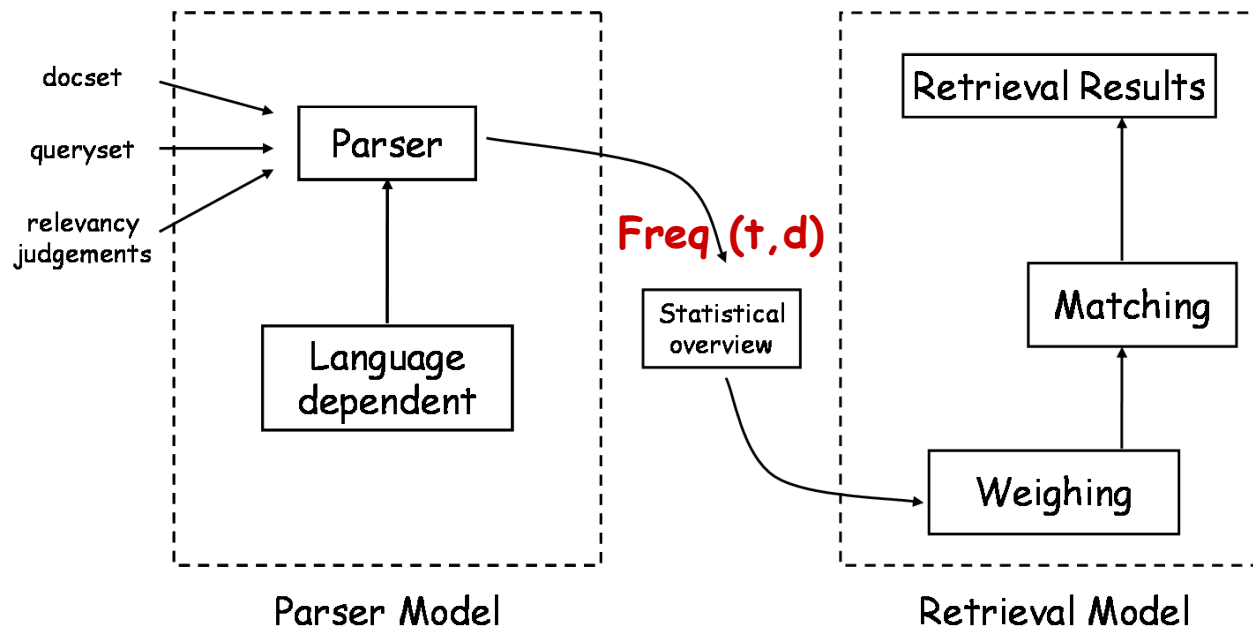 docset
queryset
relevancy
judgements
Parser
Language
dependent
Parser Model
Freq (t,d)
Statistical
overview
Retrieval Results
Matching
Weighing
Retrieval Model